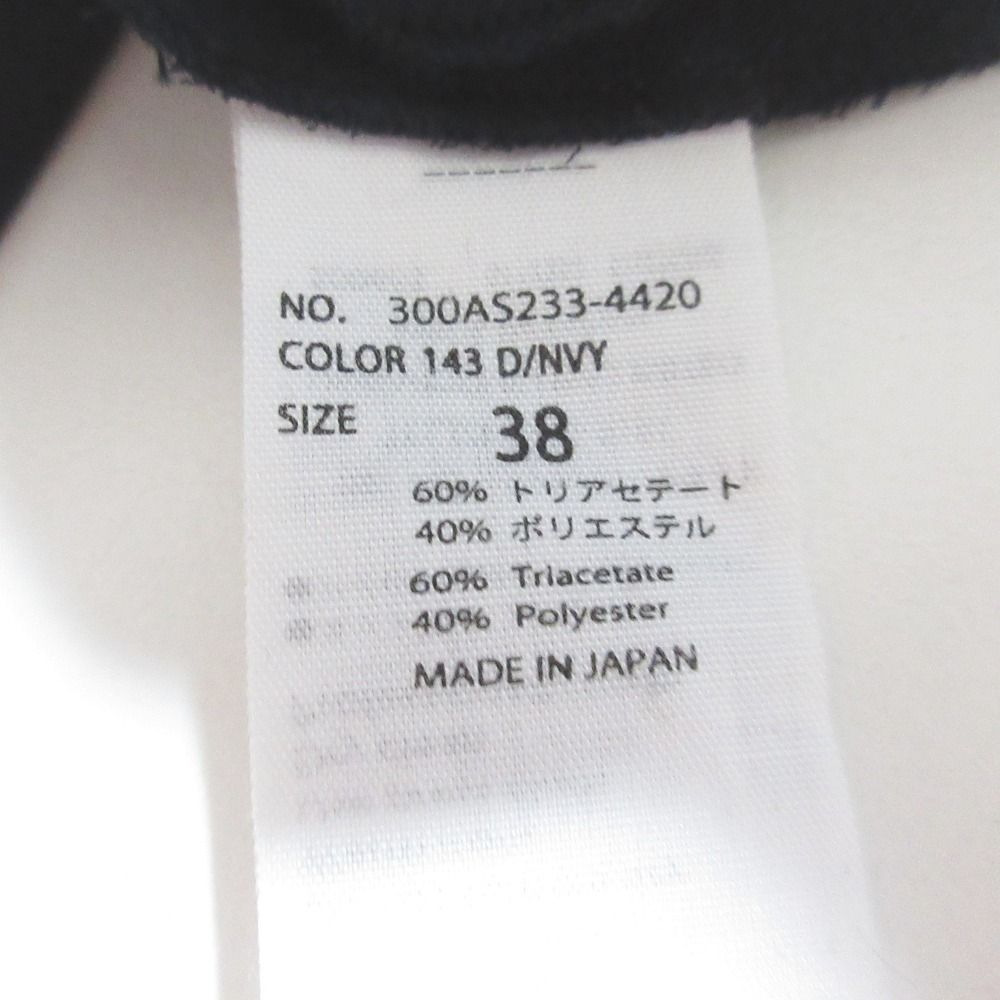 NO. 300AS233-4420
COLOR 143 D/NVY
SIZE 38
60% トリアセテート
40% ポリエステル
60% Triacetate
40% Polyester
MADE IN JAPAN